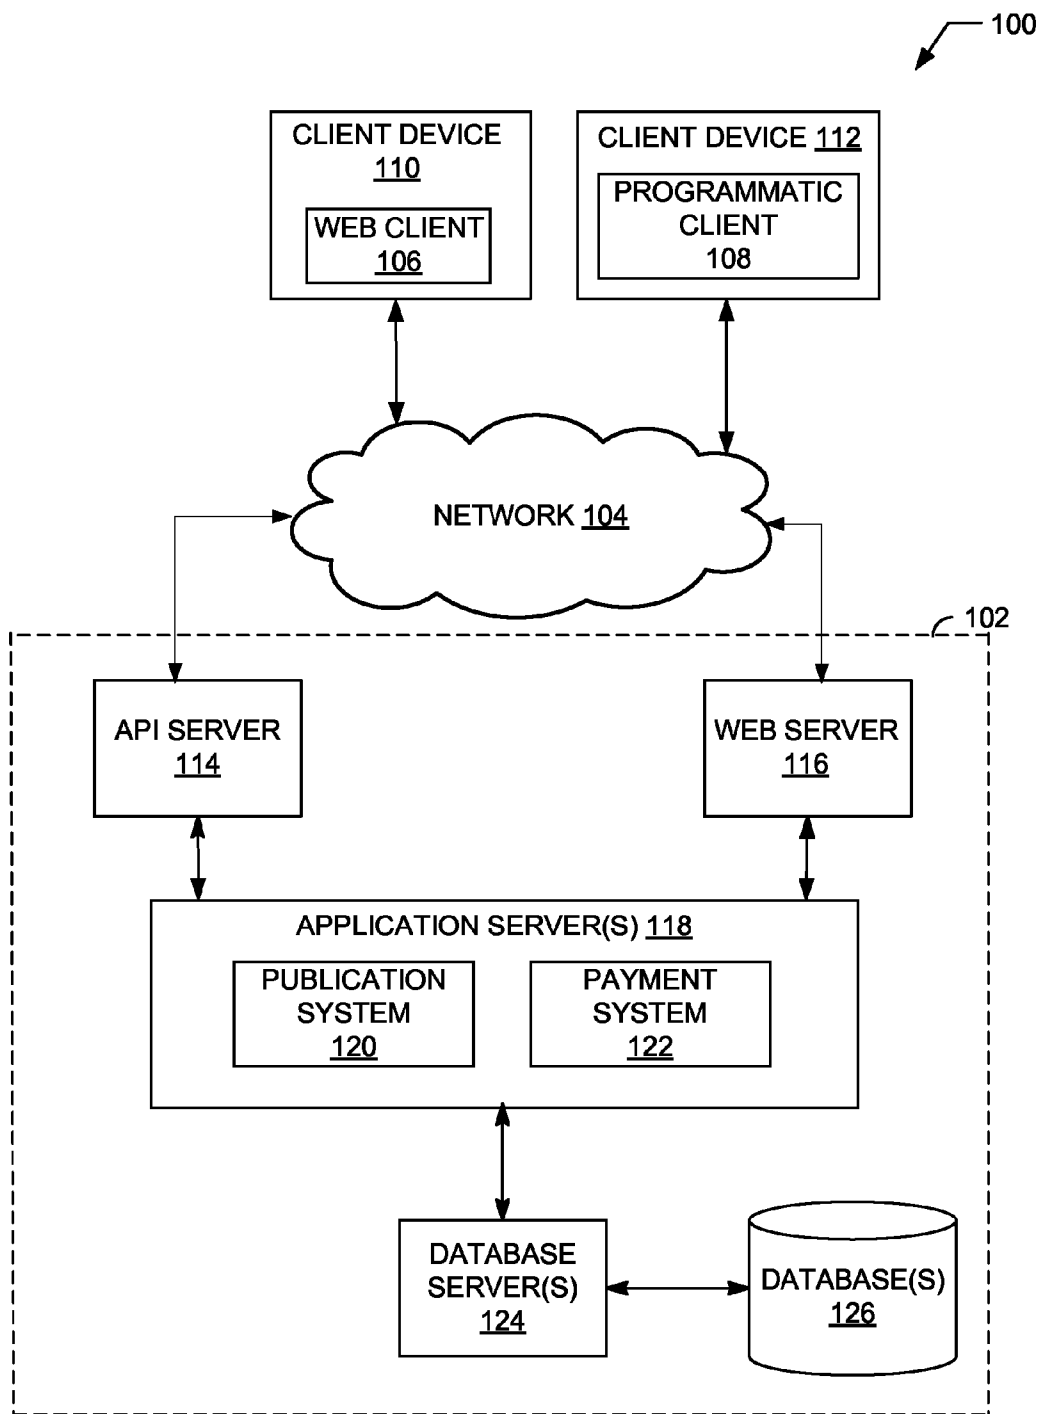 100
CLIENT DEVICE
110
WEB CLIENT
106
CLIENT DEVICE 112
PROGRAMMATIC
CLIENT
108
NETWORK 104
102
API SERVER
114
WEB SERVER
116
APPLICATION SERVER(S) 118
PUBLICATION
SYSTEM
120
PAYMENT
SYSTEM
122
DATABASE
SERVER(S)
124
DATABASE(S)
126